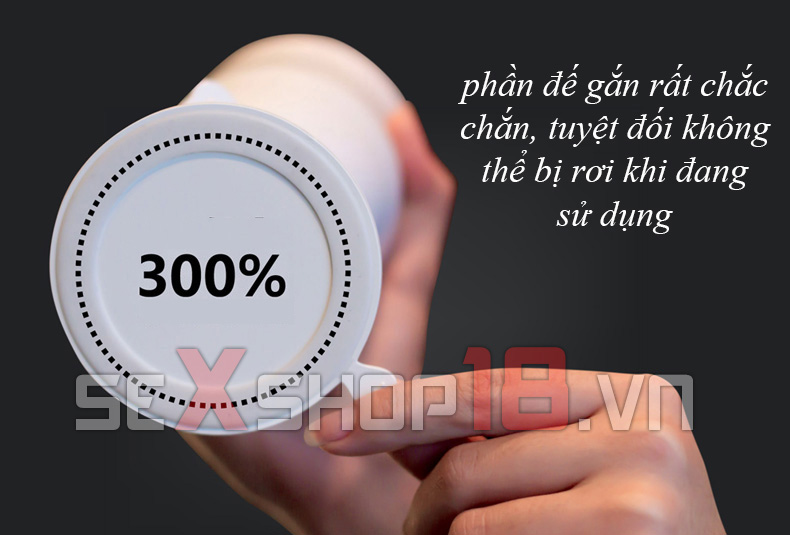 phần đế gắn rất chắc
chắn, tuyệt đối không
thể bị rơi khi đang
sử dụng
300%
seXshop18.vn